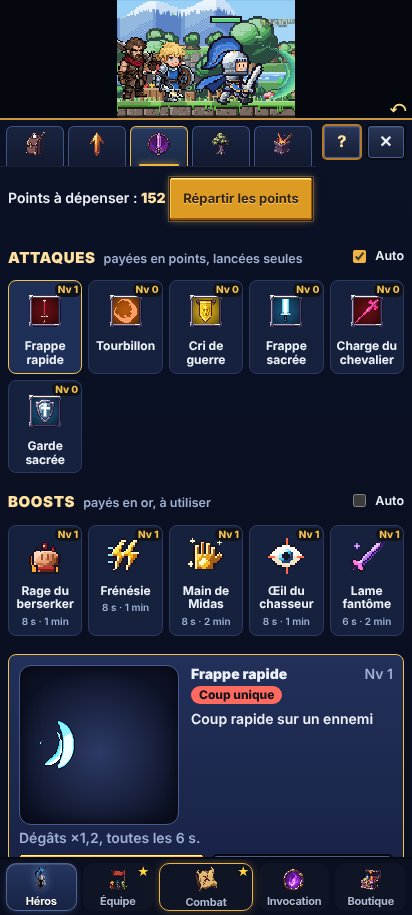 ?
✕
Points à dépenser : 152
Répartir les points
ATTAQUES payées en points, lancées seules
Auto
Nv 1
Frappe
rapide
Nv 0
Tourbillon
Nv 0
Cri de
guerre
Nv 0
Frappe
sacrée
Nv 0
Charge du
chevalier
Nv 0
Garde
sacrée
BOOSTS payés en or, à utiliser
Auto
Nv 1
Rage du
berserker
8 s · 1 min
Nv 1
Frénésie
8 s · 1 min
Nv 1
Main de
Midas
8 s · 2 min
Nv 1
Œil du
chasseur
8 s · 1 min
Nv 1
Lame
fantôme
6 s · 2 min
Frappe rapide
Nv 1
Coup unique
Coup rapide sur un ennemi
Dégâts ×1,2, toutes les 6 s.
Héros
Équipe
Combat
Invocation
Boutique